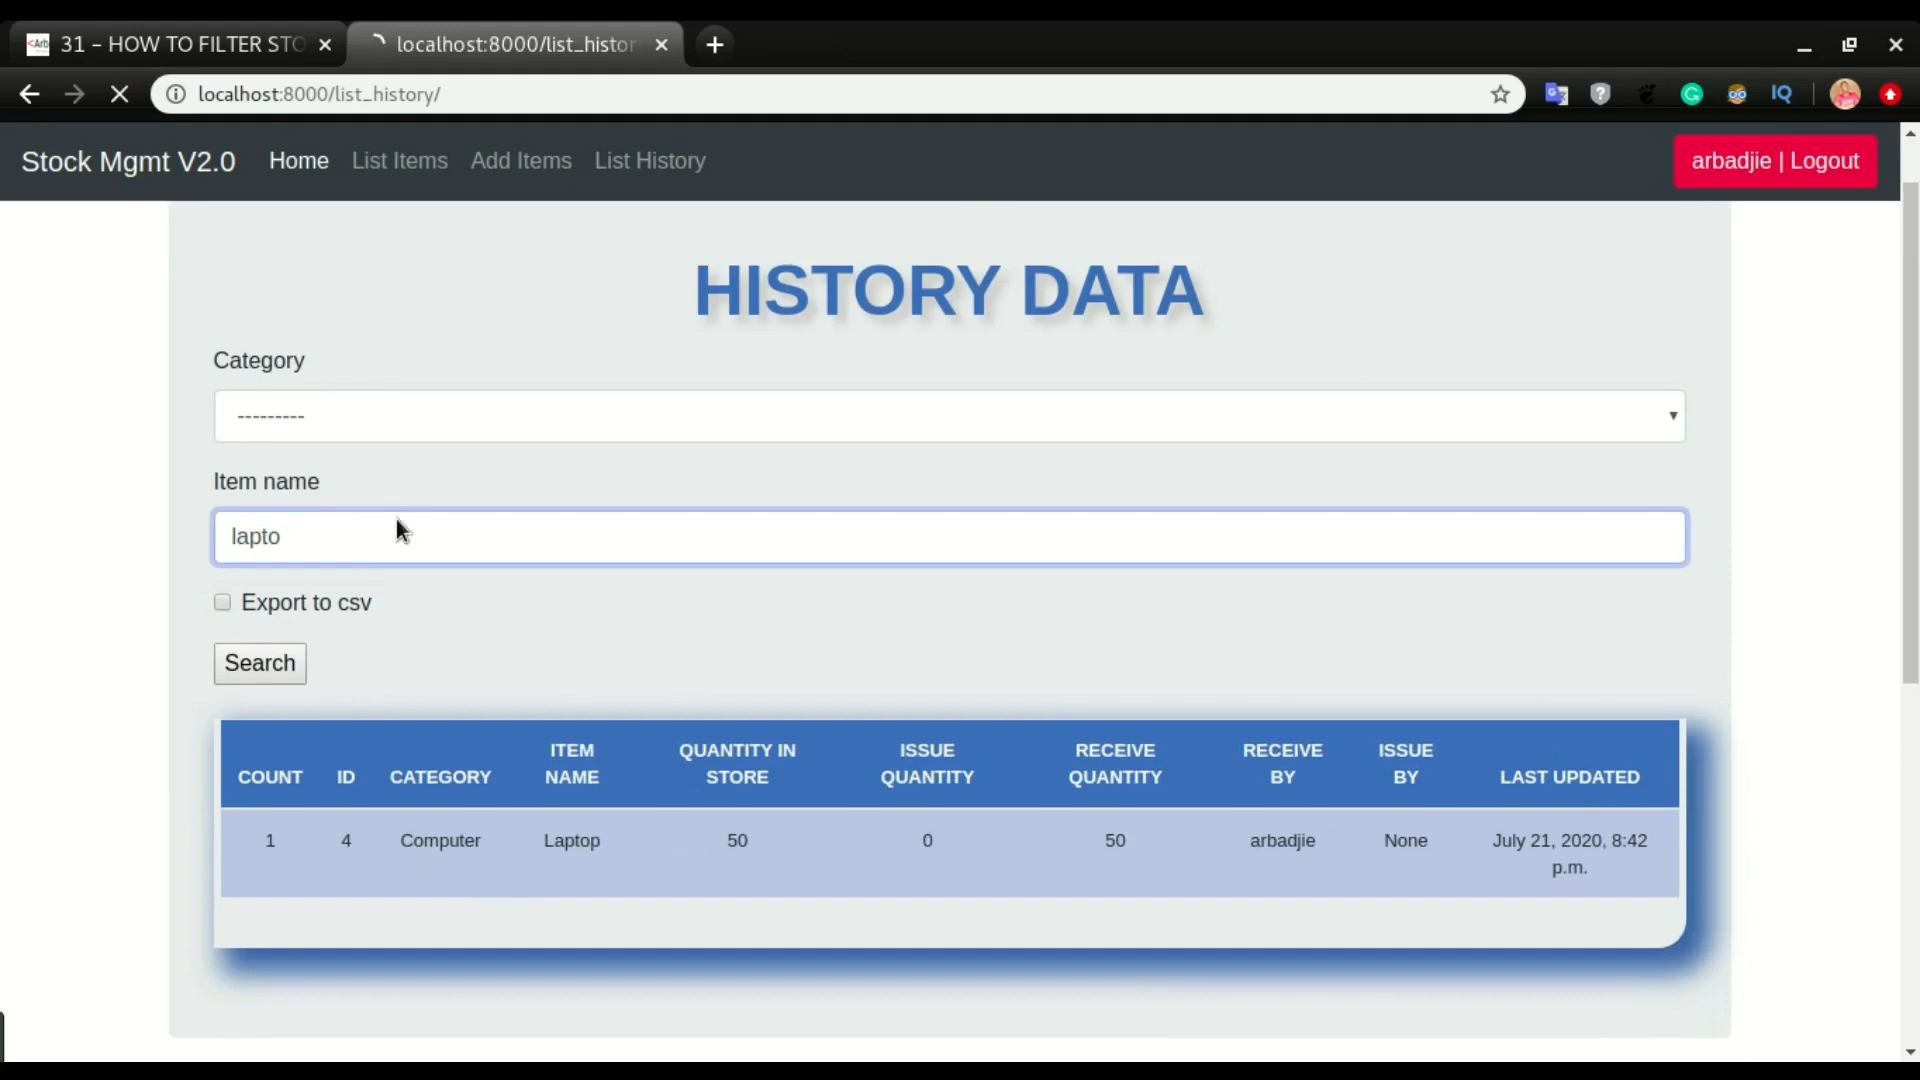 <Arb 31 – HOW TO FILTER STO
localhost:8000/list_histor
localhost:8000/list_history/
IQ
Stock Mgmt V2.0 Home List Items Add Items List History arbadjie | Logout
HISTORY DATA
Category
---------
Item name
lapto
Export to csv
Search
COUNT ID CATEGORY ITEM NAME QUANTITY IN STORE ISSUE QUANTITY RECEIVE QUANTITY RECEIVE BY ISSUE BY LAST UPDATED
1 4 Computer Laptop 50 0 50 arbadjie None July 21, 2020, 8:42 p.m.